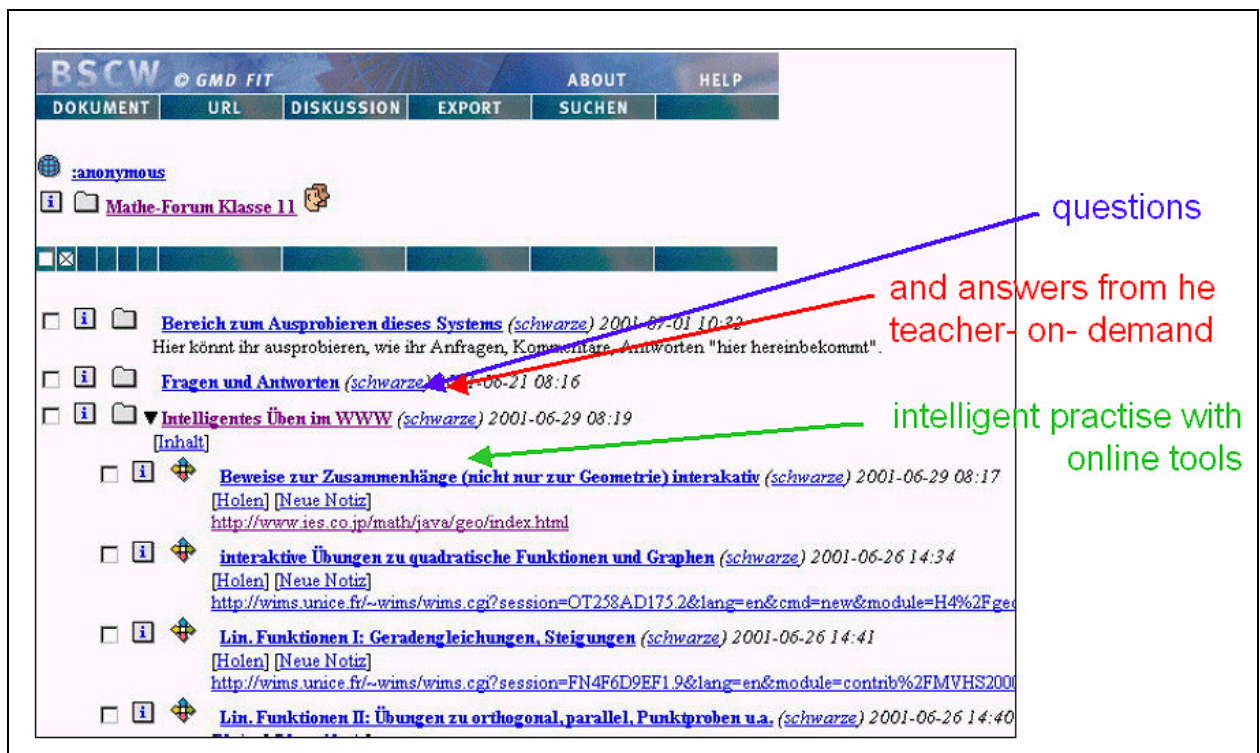 BSCW © GMD FIT ABOUT HELP
DOKUMENT URL DISKUSSION EXPORT SUCHEN
:anonymous
Mathe-Forum Klasse 11
questions
and answers from he
teacher- on- demand
Bereich zum Ausprobieren dieses Systems (schwarze) 2001-07-01 10:32
Hier könnt ihr ausprobieren, wie ihr Anfragen, Kommentare, Antworten "hier hereinbekommt".
Fragen und Antworten (schwarze) 2001-06-21 08:16
intelligent practise with
online tools
Intelligentes Üben im WWW (schwarze) 2001-06-29 08:19
[Inhalt]
Beweise zur Zusammenhänge (nicht nur zur Geometrie) interakativ (schwarze) 2001-06-29 08:17
[Holen] [Neue Notiz]
http://www.ies.co.jp/math/java/geo/index.html
interaktive Übungen zu quadratische Funktionen und Graphen (schwarze) 2001-06-26 14:34
[Holen] [Neue Notiz]
http://wims.unice.fr/~wims/wims.cgi?session=OT258AD175.2&lang=en&cmd=new&module=H4%2Fgeo
Lin. Funktionen I: Geradengleichungen, Steigungen (schwarze) 2001-06-26 14:41
[Holen] [Neue Notiz]
http://wims.unice.fr/~wims/wims.cgi?session=FN4F6D9EF1.9&lang=en&module=contrib%2FMVHS200
Lin. Funktionen II: Übungen zu orthogonal, parallel, Punktproben u.a. (schwarze) 2001-06-26 14:40